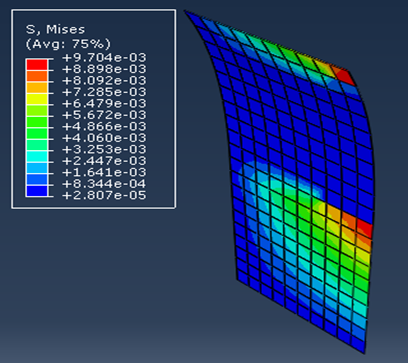 S, Mises
(Avg: 75%)
+9.704e-03
+8.898e-03
+8.092e-03
+7.285e-03
+6.479e-03
+5.672e-03
+4.866e-03
+4.060e-03
+3.253e-03
+2.447e-03
+1.641e-03
+8.344e-04
+2.807e-05